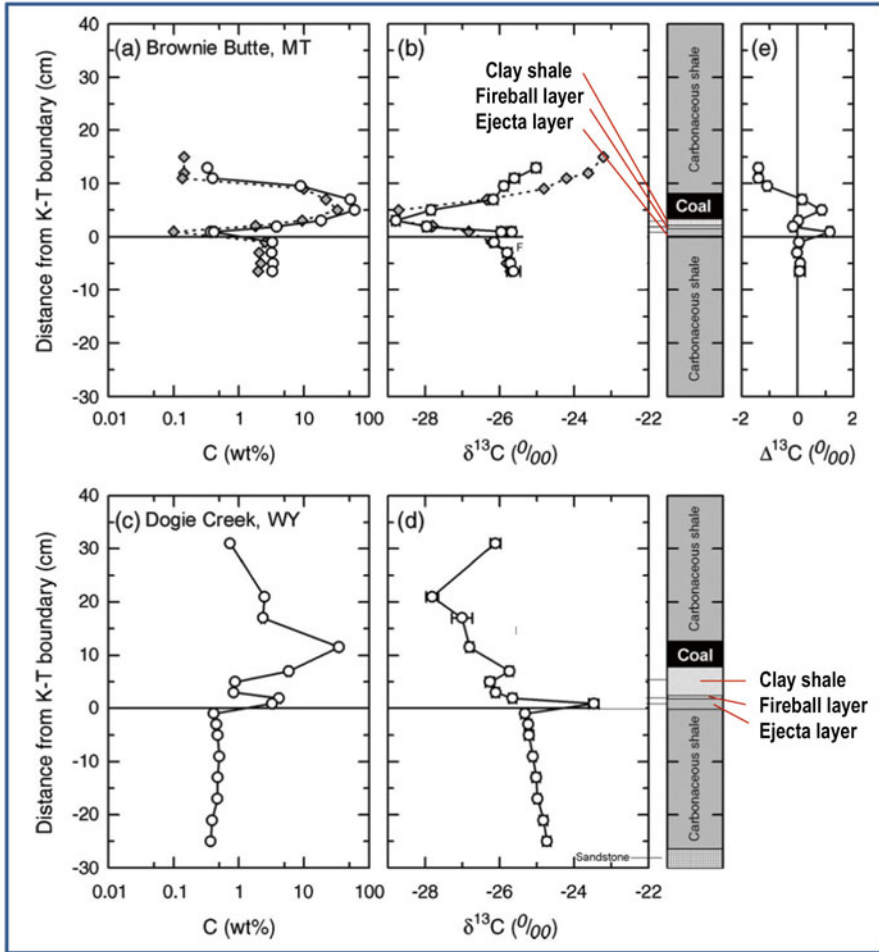 (a) Brownie Butte, MT
(b)
(e)
Clay shale
Fireball layer
Ejecta layer
Carbonaceous shale
Coal
Carbonaceous shale
F
Distance from K-T boundary (cm)
40
30
20
10
0
-10
-20
-30
0.01 0.1 1 10 100
-28 -26 -24 -22
-2 0 2
C (wt%)
δ¹³C (⁰/₀₀)
Δ¹³C (⁰/₀₀)
(c) Dogie Creek, WY
(d)
Carbonaceous shale
Coal
Clay shale
Fireball layer
Ejecta layer
Carbonaceous shale
Sandstone
Distance from K-T boundary (cm)
40
30
20
10
0
-10
-20
-30
0.01 0.1 1 10 100
-28 -26 -24 -22
C (wt%)
δ¹³C (⁰/₀₀)